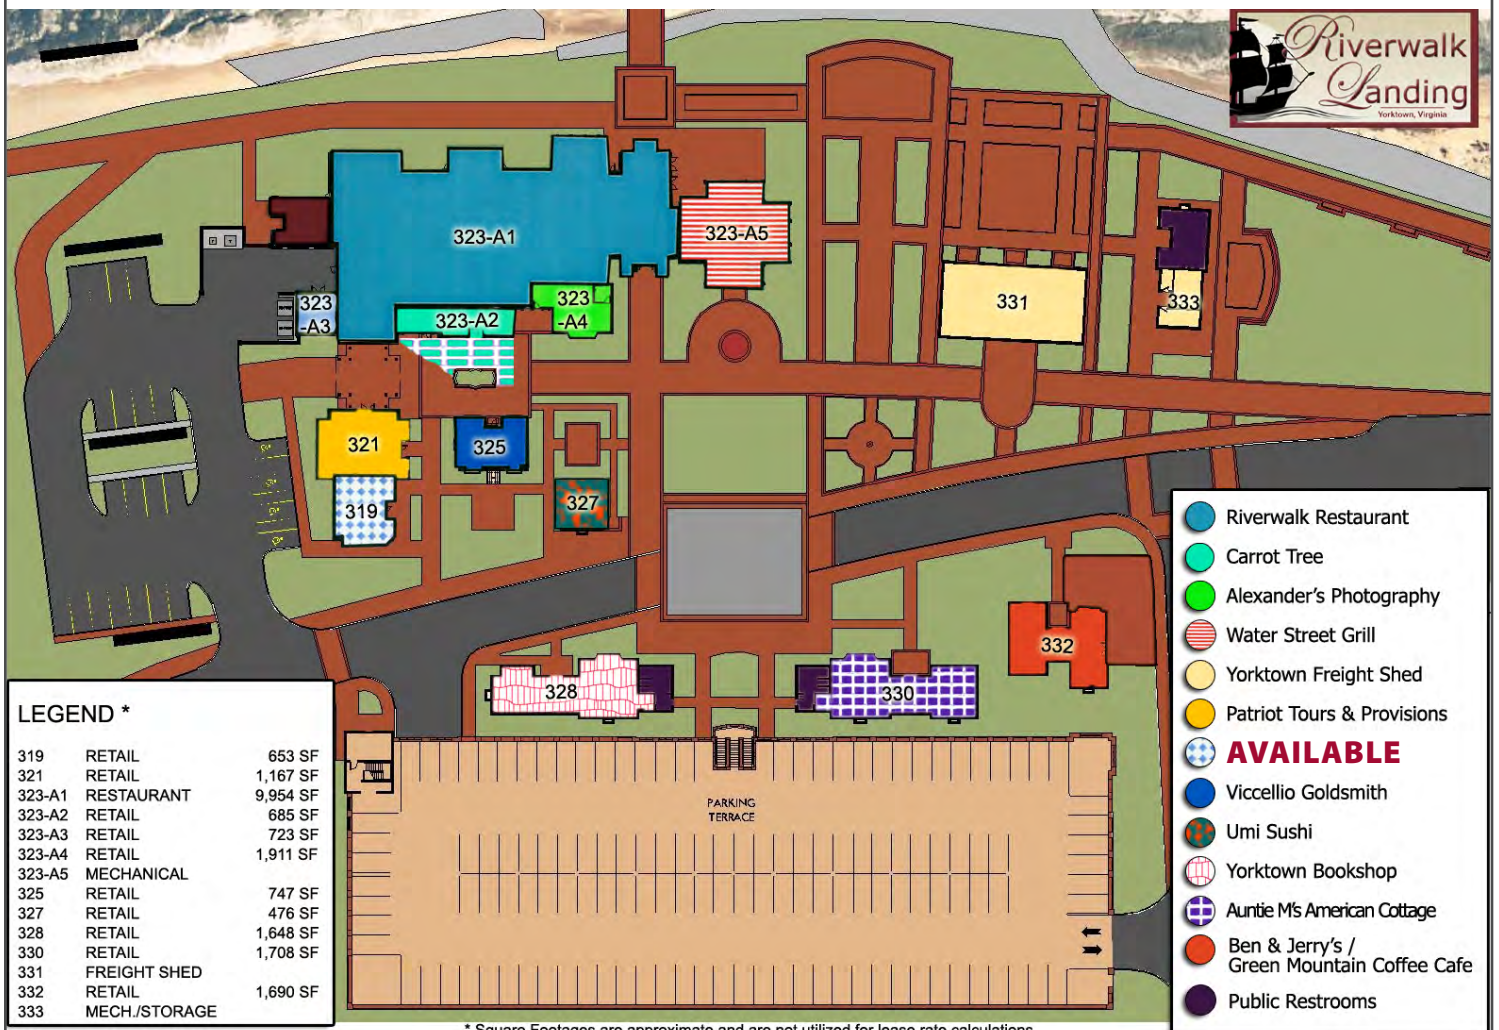 Riverwalk
Landing
Yorktown, Virginia
323-A1
323-A5
331
333
323
-A3
323-A2
323
-A4
321
325
319
327
328
330
332
PARKING
TERRACE
LEGEND *
319 RETAIL 653 SF
321 RETAIL 1,167 SF
323-A1 RESTAURANT 9,954 SF
323-A2 RETAIL 685 SF
323-A3 RETAIL 723 SF
323-A4 RETAIL 1,911 SF
323-A5 MECHANICAL
325 RETAIL 747 SF
327 RETAIL 476 SF
328 RETAIL 1,648 SF
330 RETAIL 1,708 SF
331 FREIGHT SHED
332 RETAIL 1,690 SF
333 MECH./STORAGE
Riverwalk Restaurant
Carrot Tree
Alexander's Photography
Water Street Grill
Yorktown Freight Shed
Patriot Tours & Provisions
AVAILABLE
Viccellio Goldsmith
Umi Sushi
Yorktown Bookshop
Auntie M's American Cottage
Ben & Jerry's /
Green Mountain Coffee Cafe
Public Restrooms
* Square Footages are approximate and are not utilized for lease rate calculations